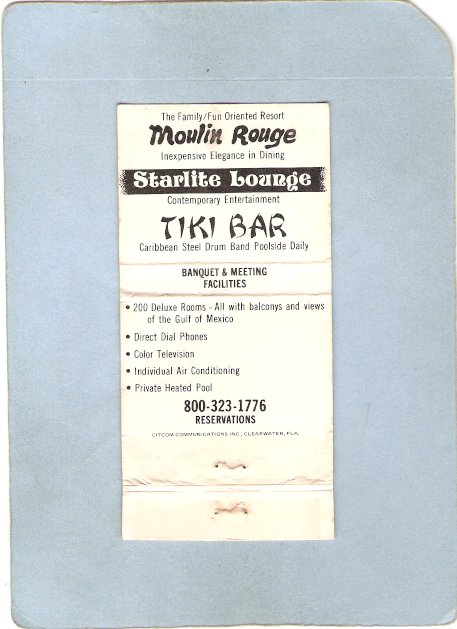 The Family/Fun Oriented Resort
Moulin Rouge
Inexpensive Elegance in Dining
Starlite Lounge
Contemporary Entertainment
TIKI BAR
Caribbean Steel Drum Band Poolside Daily
BANQUET & MEETING
FACILITIES
• 200 Deluxe Rooms - All with balconys and views
of the Gulf of Mexico
• Direct Dial Phones
• Color Television
• Individual Air Conditioning
• Private Heated Pool
800-323-1776
RESERVATIONS
CITCOM COMMUNICATIONS INC., CLEARWATER, FLA.